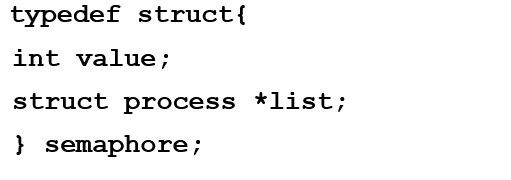 typedef struct{
int value;
struct process *list;
} semaphore;